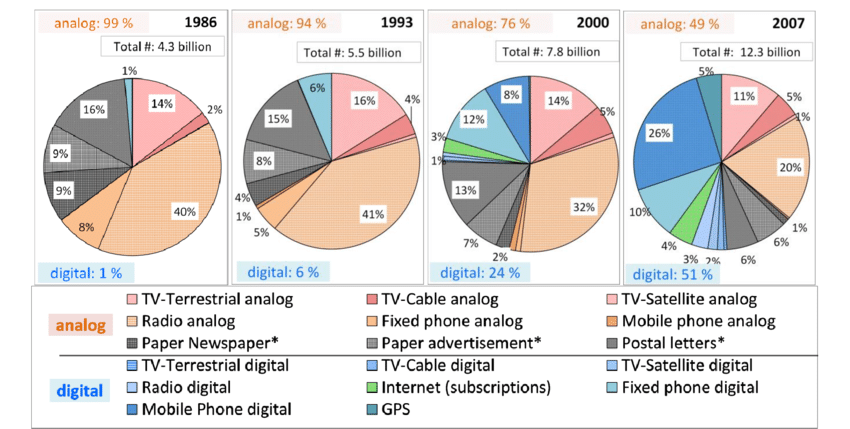 analog: 99 % 1986
Total #: 4.3 billion
1%
14%
2%
16%
9%
9%
8%
40%
digital: 1 %
analog: 94 % 1993
Total #: 5.5 billion
6%
16%
4%
15%
8%
4%
1%
5%
41%
digital: 6 %
analog: 76 % 2000
Total #: 7.8 billion
8%
14%
5%
12%
3%
1%
13%
7%
2%
32%
digital: 24 %
analog: 49 % 2007
Total #: 12.3 billion
5%
11%
5%
1%
26%
20%
10%
4%
3%
2%
6%
6%
1%
digital: 51 %
analog
TV-Terrestrial analog TV-Cable analog TV-Satellite analog
Radio analog Fixed phone analog Mobile phone analog
Paper Newspaper* Paper advertisement* Postal letters*
digital
TV-Terrestrial digital TV-Cable digital TV-Satellite digital
Radio digital Internet (subscriptions) Fixed phone digital
Mobile Phone digital GPS